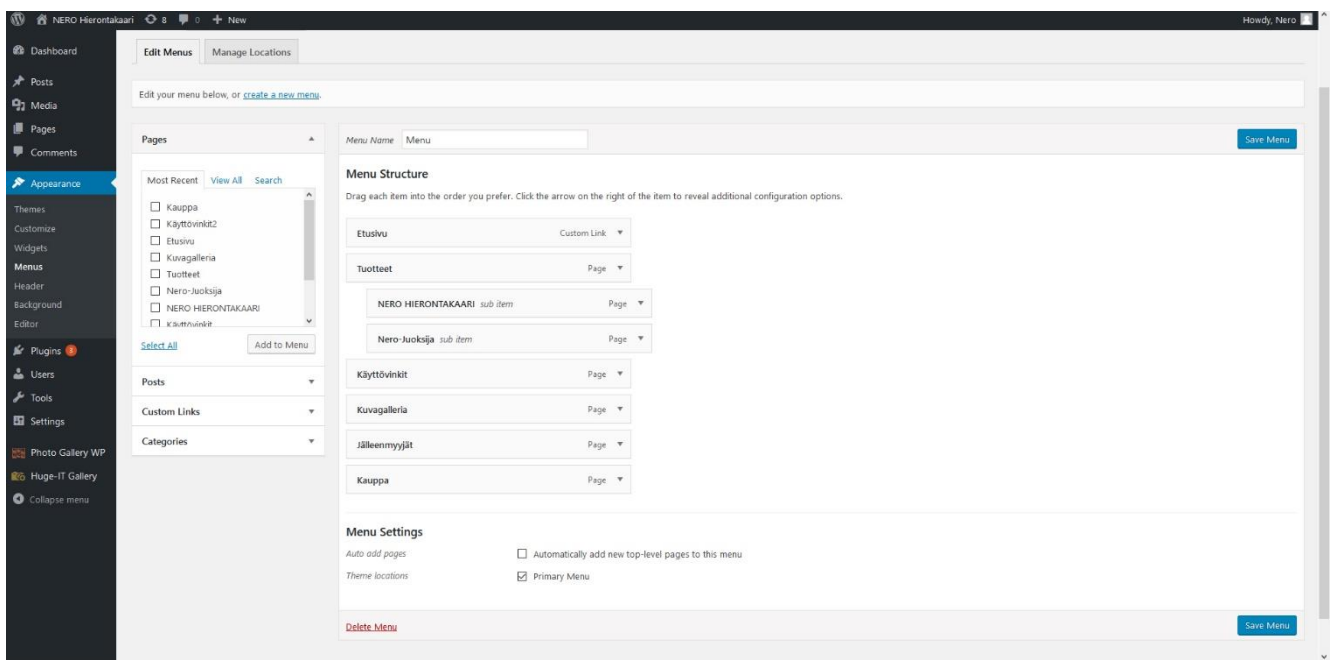 NERO Hierontakaari 8 0 + New Howdy, Nero
Dashboard
Posts
Media
Pages
Comments
Appearance
Themes
Customize
Widgets
Menus
Header
Background
Editor
Plugins 3
Users
Tools
Settings
Photo Gallery WP
Huge-IT Gallery
Collapse menu
Edit Menus Manage Locations
Edit your menu below, or create a new menu.
Pages
Most Recent View All Search
Kauppa
Käyttövinkit2
Etusivu
Kuvagalleria
Tuotteet
Nero-Juoksija
NERO HIERONTAKAARI
Käyttövinkit
Select All Add to Menu
Posts
Custom Links
Categories
Menu Name Menu Save Menu
Menu Structure
Drag each item into the order you prefer. Click the arrow on the right of the item to reveal additional configuration options.
Etusivu Custom Link
Tuotteet Page
NERO HIERONTAKAARI sub item Page
Nero-Juoksija sub item Page
Käyttövinkit Page
Kuvagalleria Page
Jälleenmyyjät Page
Kauppa Page
Menu Settings
Auto add pages Automatically add new top-level pages to this menu
Theme locations Primary Menu
Delete Menu Save Menu